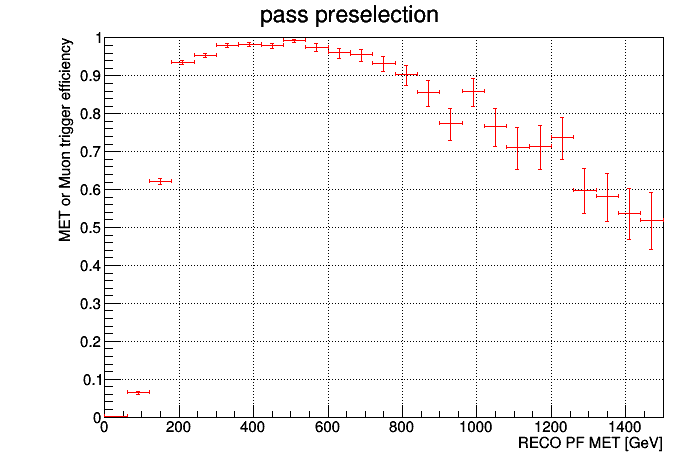 pass preselection
MET or Muon trigger efficiency
1
0.9
0.8
0.7
0.6
0.5
0.4
0.3
0.2
0.1
0
0 200 400 600 800 1000 1200 1400
RECO PF MET [GeV]